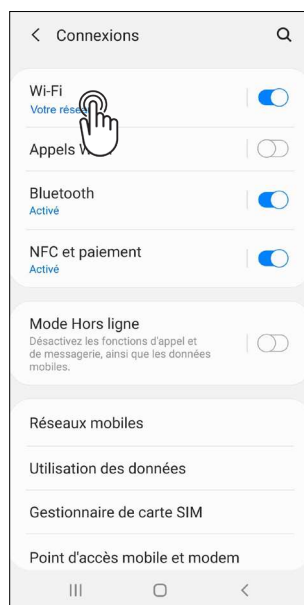 Connexions
Wi-Fi
Votre
Appels
Bluetooth
Activé
NFC et paiement
Activé
Mode Hors ligne
Désactivez les fonctions d'appel et
de messagerie, ainsi que les données
mobiles.
Réseaux mobiles
Utilisation des données
Gestionnaire de carte SIM
Point d'accès mobile et modem